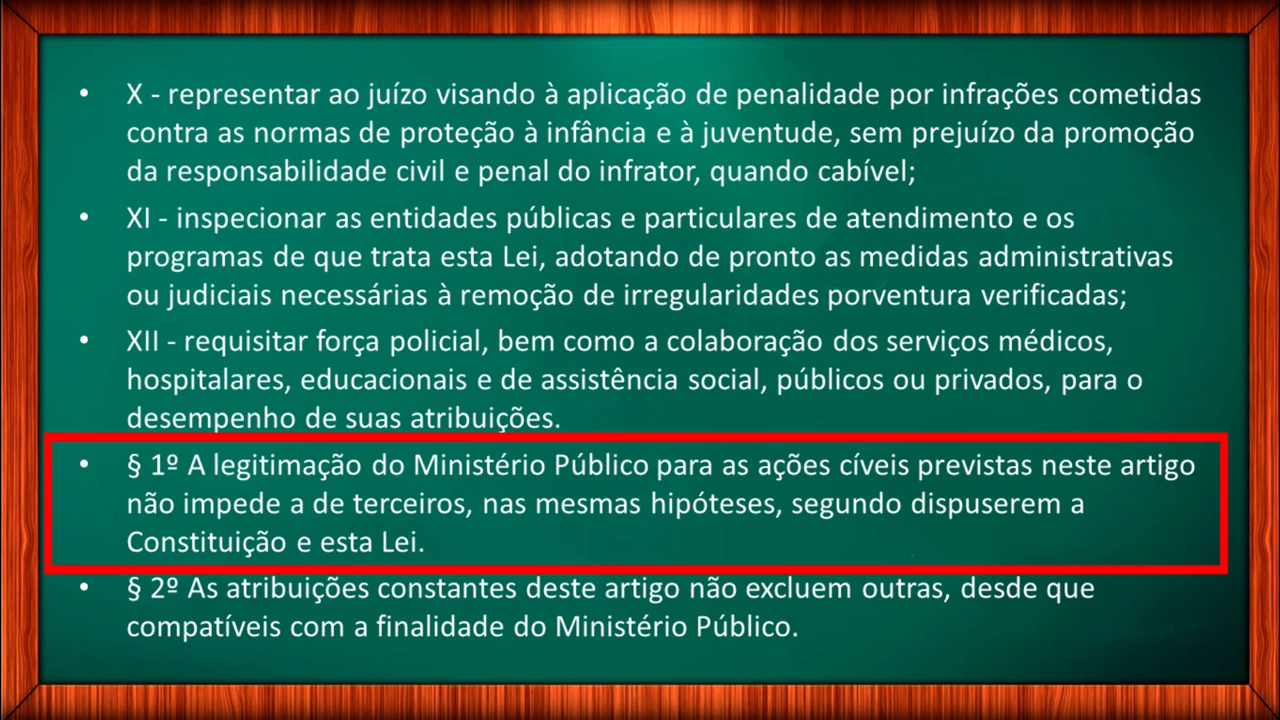 • X - representar ao juízo visando à aplicação de penalidade por infrações cometidas
contra as normas de proteção à infância e à juventude, sem prejuízo da promoção
da responsabilidade civil e penal do infrator, quando cabível;
• XI - inspecionar as entidades públicas e particulares de atendimento e os
programas de que trata esta Lei, adotando de pronto as medidas administrativas
ou judiciais necessárias à remoção de irregularidades porventura verificadas;
• XII - requisitar força policial, bem como a colaboração dos serviços médicos,
hospitalares, educacionais e de assistência social, públicos ou privados, para o
desempenho de suas atribuições.
• § 1º A legitimação do Ministério Público para as ações cíveis previstas neste artigo
não impede a de terceiros, nas mesmas hipóteses, segundo dispuserem a
Constituição e esta Lei.
• § 2º As atribuições constantes deste artigo não excluem outras, desde que
compatíveis com a finalidade do Ministério Público.